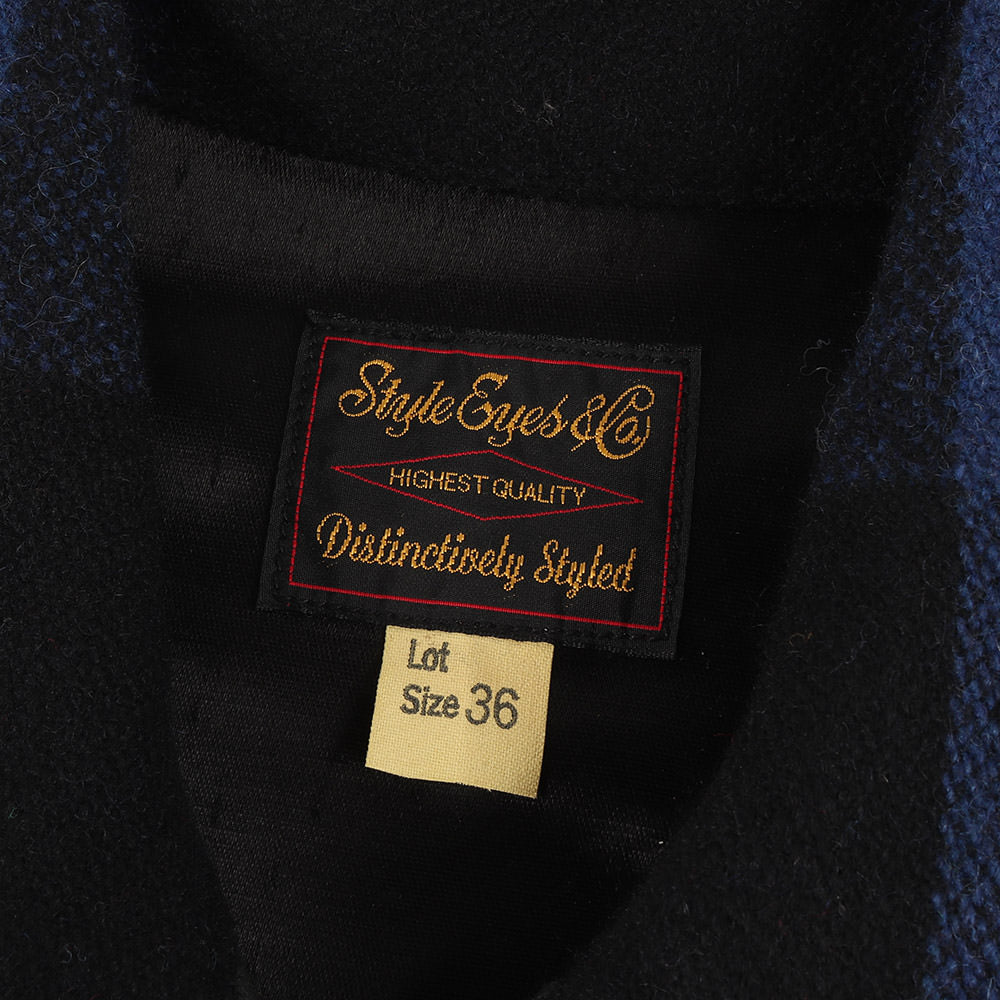 Style Eyes & Co.
HIGHEST QUALITY
Distinctively Styled
Lot
Size 36